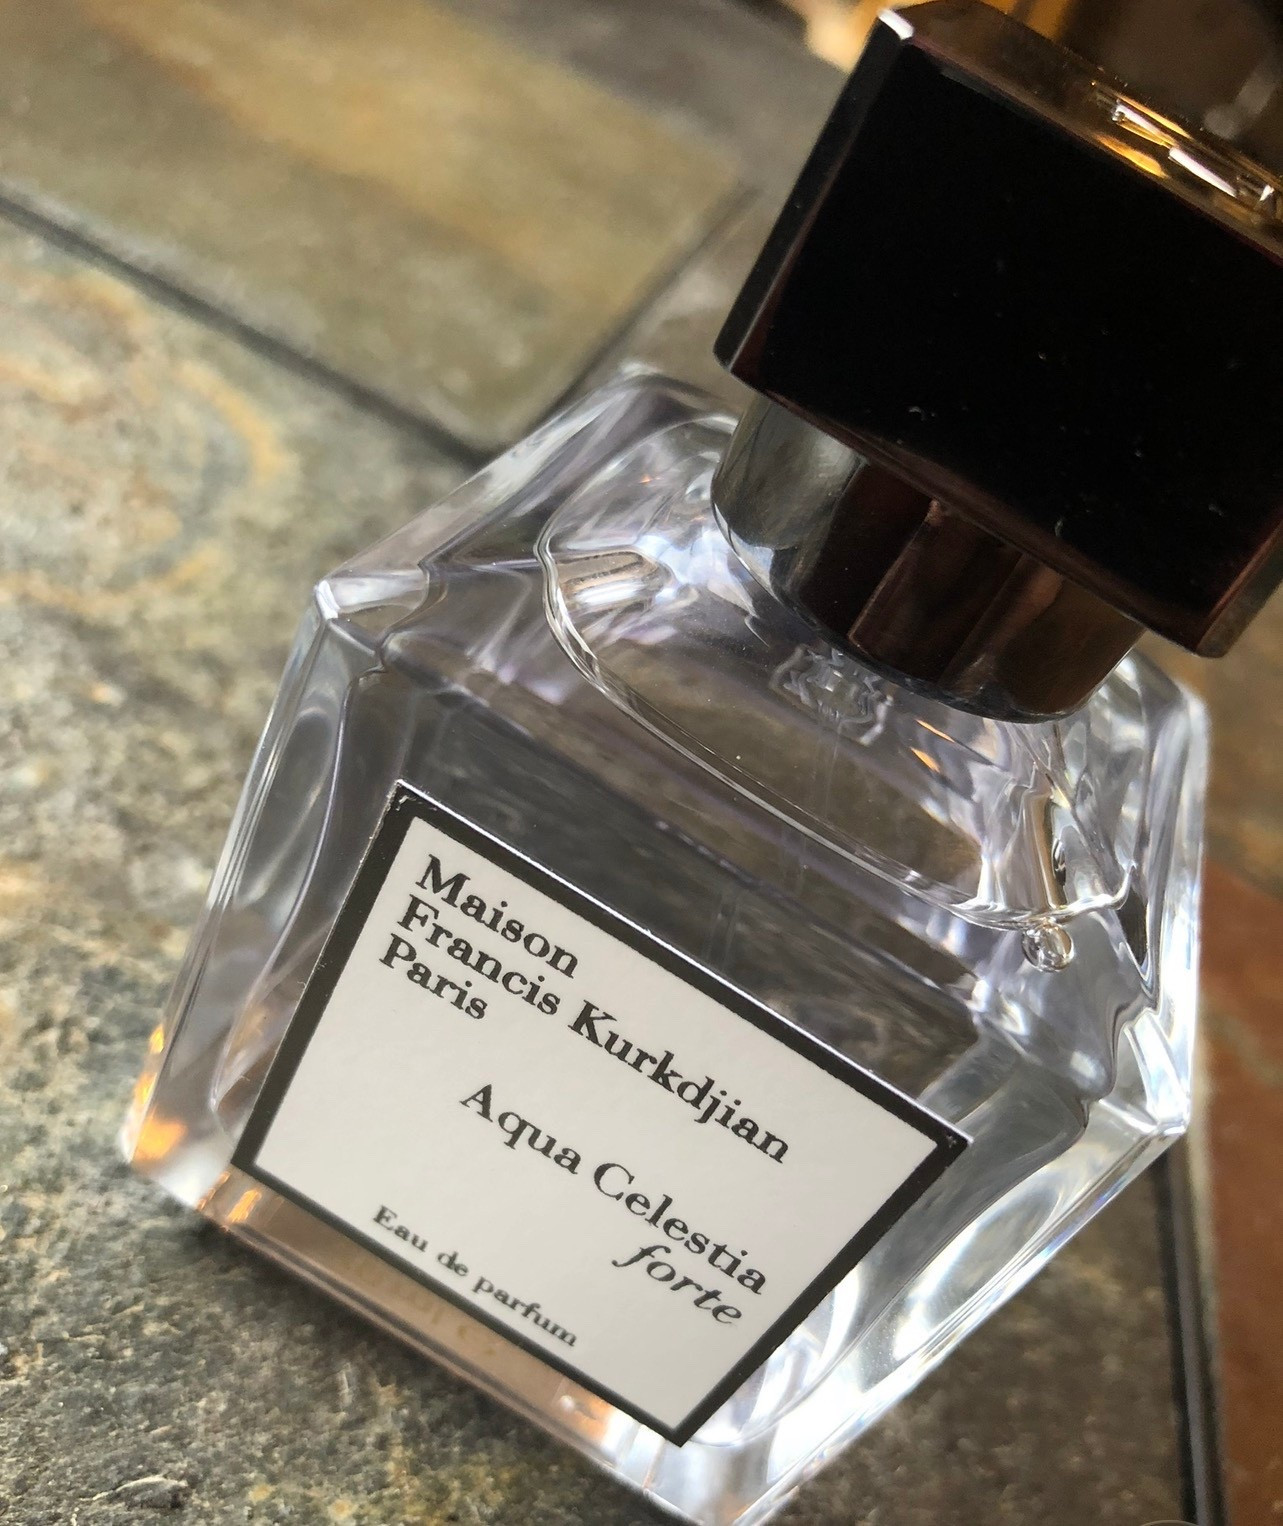 Maison
Francis Kurkdjian
Paris
Aqua Celestia
forte
Eau de parfum